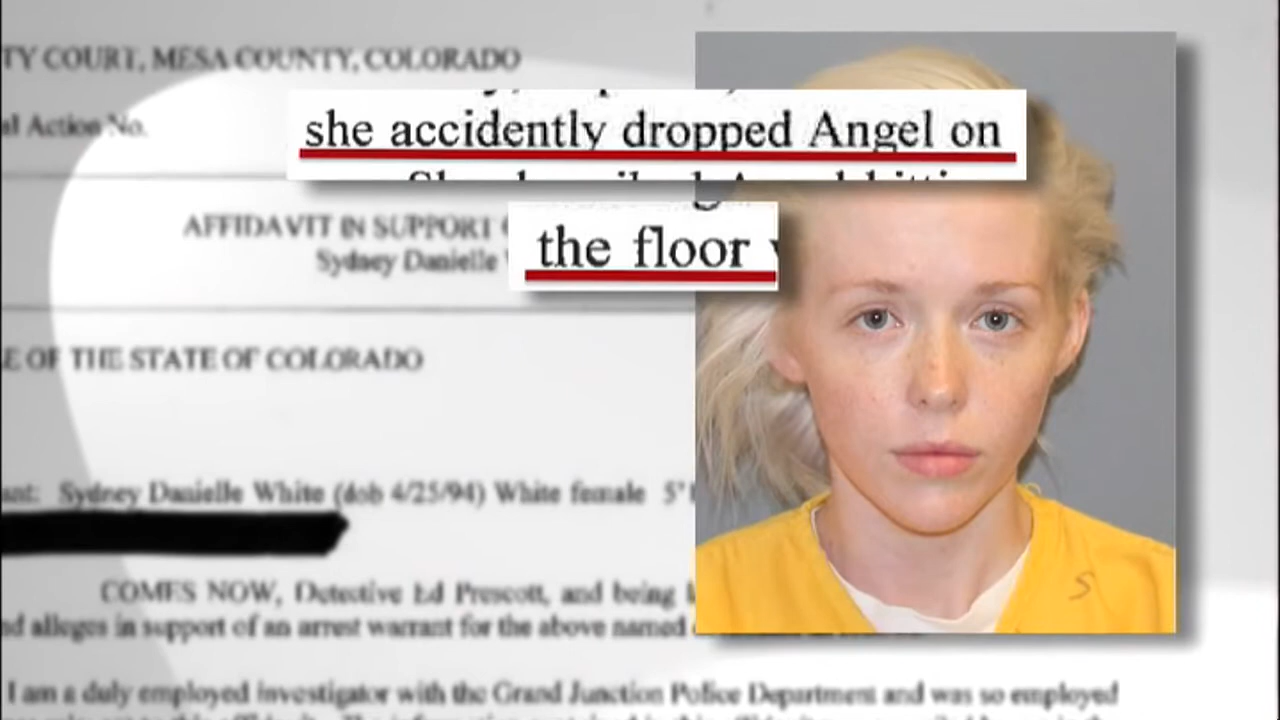 TY COURT, MESA COUNTY, COLORADO
al Action No.
she accidently dropped Angel on
the floor
AFFIDAVIT IN SUPPORT
Sydney Danielle
E OF THE STATE OF COLORADO
ant: Sydney Danielle White (dob 4/25/94) White female 5'
S
COMES NOW, Detective Ed Prescott, and being
nd alleges in support of an arrest warrant for the above named
I am a duly employed investigator with the Grand Junction Police Department and was so employed